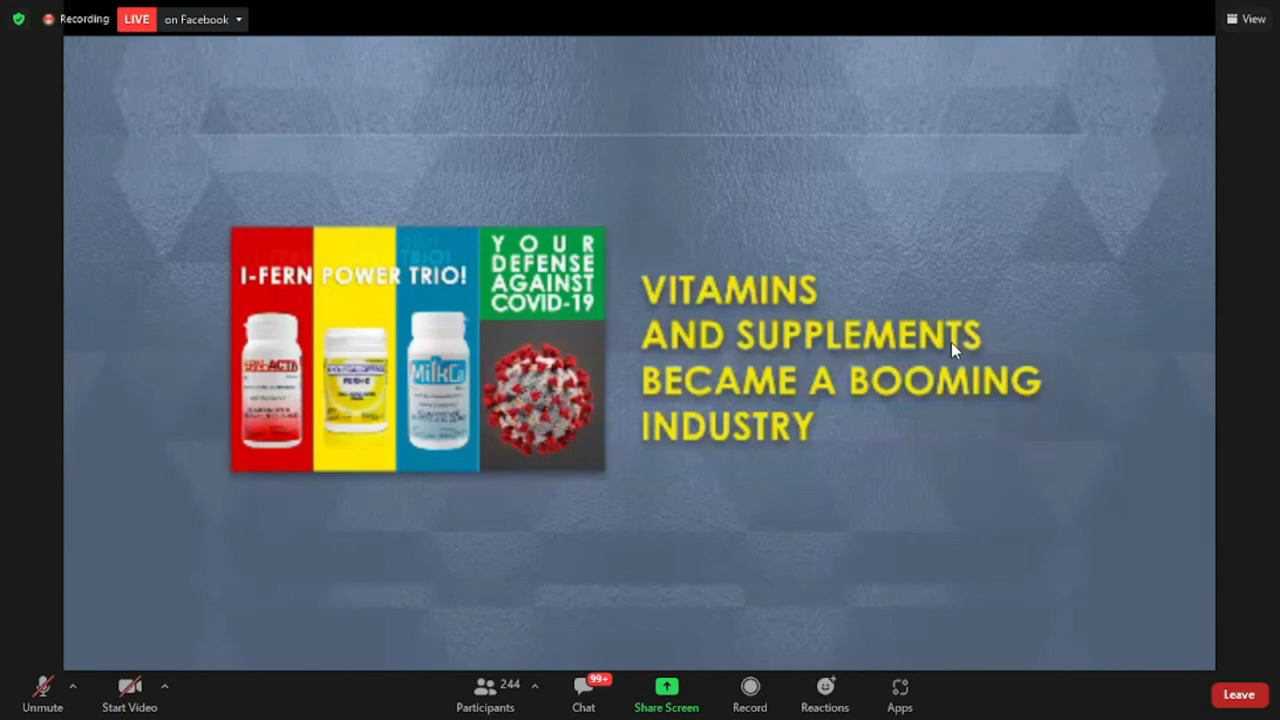 Recording
LIVE
on Facebook
View
I-FERN POWER TRIO!
YOUR
DEFENSE
AGAINST
COVID-19
MilkCa
VITAMINS
AND SUPPLEMENTS
BECAME A BOOMING
INDUSTRY
Unmute
Start Video
244
Participants
99+
Chat
Share Screen
Record
Reactions
Apps
Leave